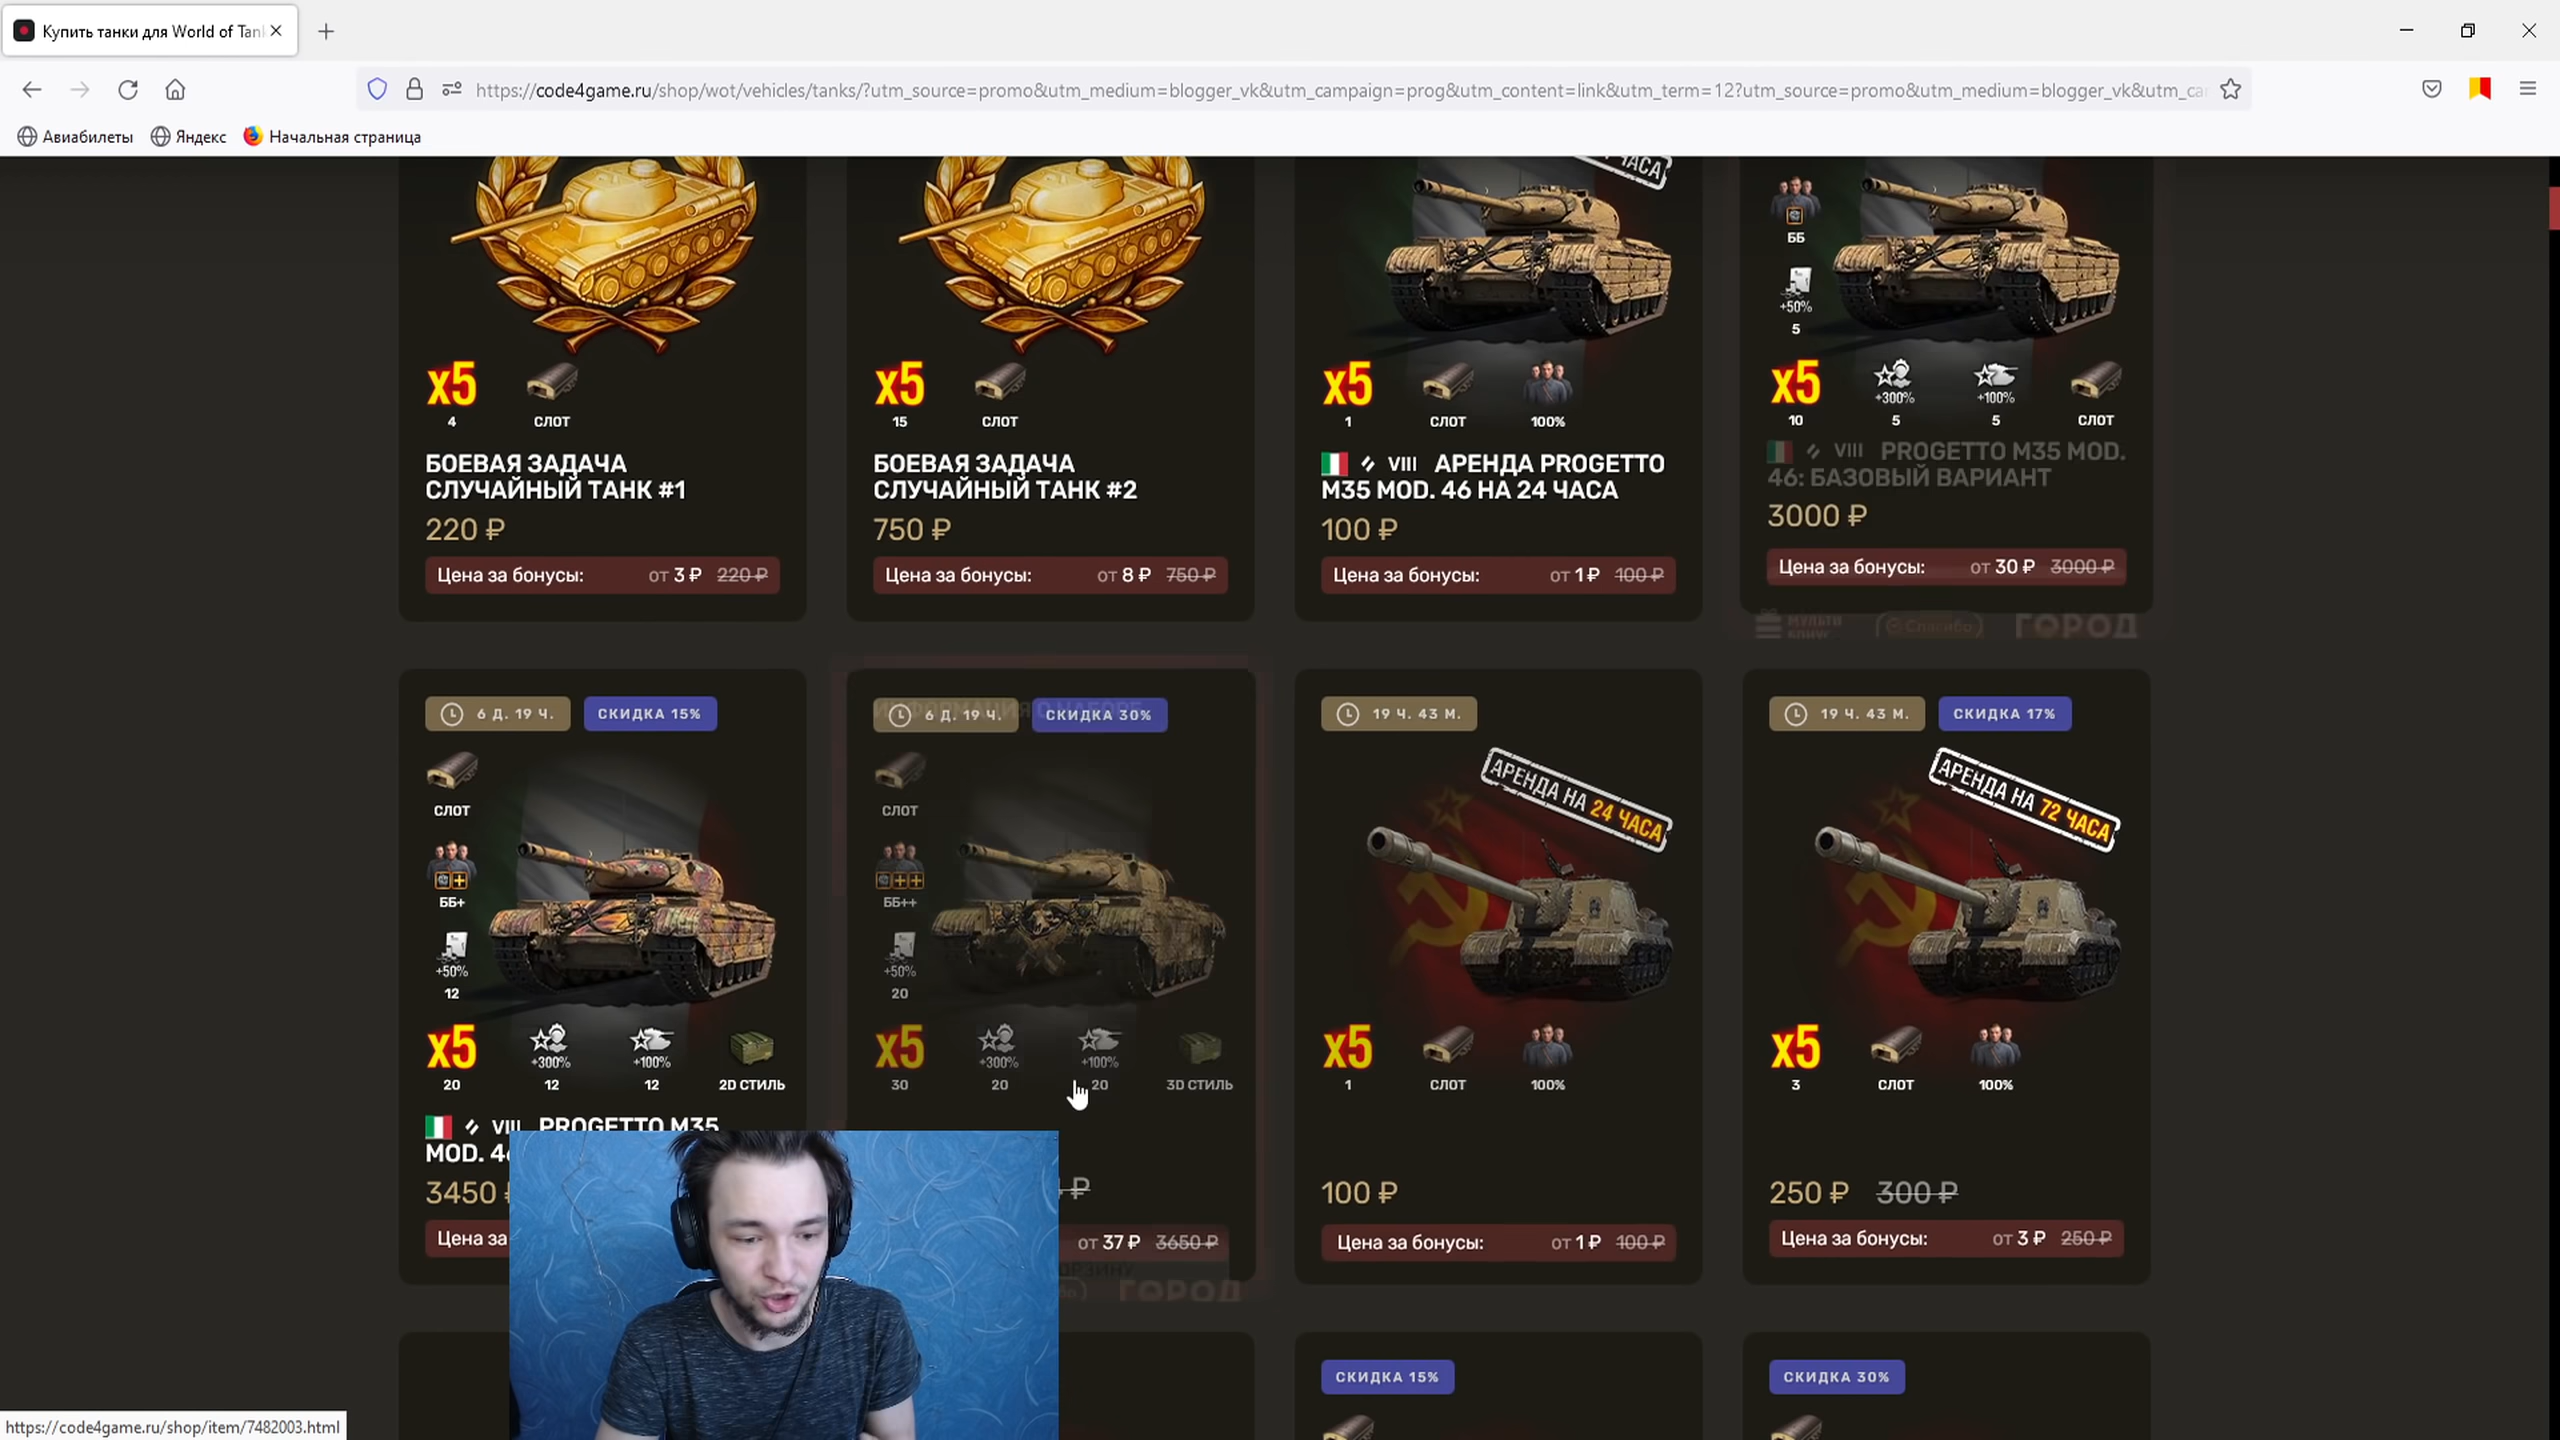 Купить танки для World of Tan
https://code4game.ru/shop/wot/vehicles/tanks/?utm_source=promo&utm_medium=blogger_vk&utm_campaign=prog&utm_content=link&utm_term=12?utm_source=promo&utm_medium=blogger_vk&utm_ca
Авиабилеты Яндекс Начальная страница
ЧАСА
ББ
+50%
5
x5 x5 x5 x5 +300% +100%
4 СЛОТ 15 СЛОТ 1 СЛОТ 100% 10 5 5 СЛОТ
БОЕВАЯ ЗАДАЧА
СЛУЧАЙНЫЙ ТАНК #1
220 ₽
Цена за бонусы: от 3 ₽ 220 ₽
БОЕВАЯ ЗАДАЧА
СЛУЧАЙНЫЙ ТАНК #2
750 ₽
Цена за бонусы: от 8 ₽ 750 ₽
VIII АРЕНДА PROGETTO
M35 MOD. 46 НА 24 ЧАСА
100 ₽
Цена за бонусы: от 1 ₽ 100 ₽
VIII PROGETTO M35 MOD.
46: БАЗОВЫЙ ВАРИАНТ
3000 ₽
Цена за бонусы: от 30 ₽ 3000 ₽
МУЛЬТИ БОНУС Спасибо ГОРОД
6 Д. 19 Ч. СКИДКА 15%
СЛОТ
ББ+
+50%
12
x5 +300% +100%
20 12 12 2D СТИЛЬ
VIII PROGETTO M35
MOD. 4
3450
Цена за
6 Д. 19 Ч. СКИДКА 30%
СЛОТ
ББ++
+50%
20
x5 +300% +100%
30 20 20 3D СТИЛЬ
₽
от 37 ₽ 3650 ₽
ГОРОД
19 Ч. 43 М.
АРЕНДА НА 24 ЧАСА
x5
1 СЛОТ 100%
100 ₽
Цена за бонусы: от 1 ₽ 100 ₽
19 Ч. 43 М. СКИДКА 17%
АРЕНДА НА 72 ЧАСА
x5
3 СЛОТ 100%
250 ₽ 300 ₽
Цена за бонусы: от 3 ₽ 250 ₽
СКИДКА 15% СКИДКА 30%
https://code4game.ru/shop/item/7482003.html